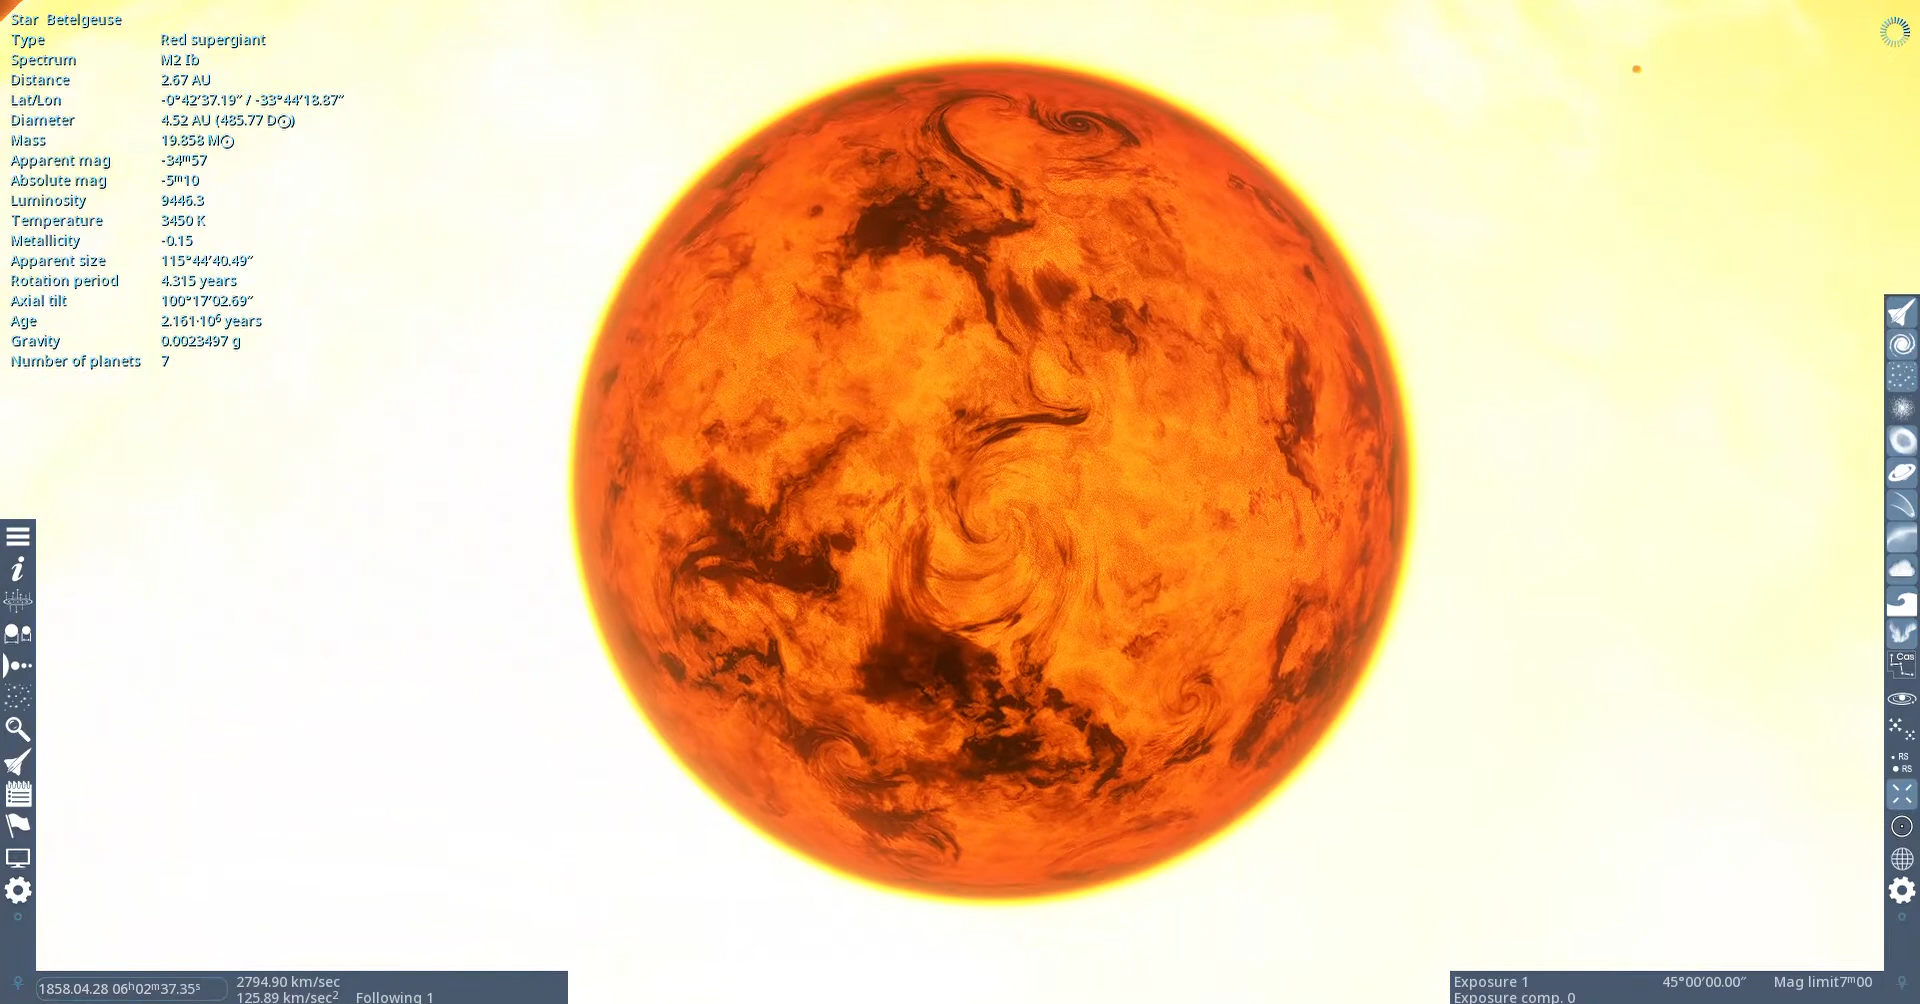 Star Betelgeuse
Type Red supergiant
Spectrum M2 Ib
Distance 2.67 AU
Lat/Lon -0°42′37.19″ / -33°44′18.87″
Diameter 4.52 AU (485.77 D☉)
Mass 19.858 M☉
Apparent mag -34ᵐ57
Absolute mag -5ᵐ10
Luminosity 9446.3
Temperature 3450 K
Metallicity -0.15
Apparent size 115°44′40.49″
Rotation period 4.315 years
Axial tilt 100°17′02.69″
Age 2.161·10⁶ years
Gravity 0.0023497 g
Number of planets 7
Cas
RS
RS
1858.04.28 06ʰ02ᵐ37.35ˢ
2794.90 km/sec
125.89 km/sec² Following 1
Exposure 1 45°00′00.00″ Mag limit7ᵐ00
Exposure comp. 0